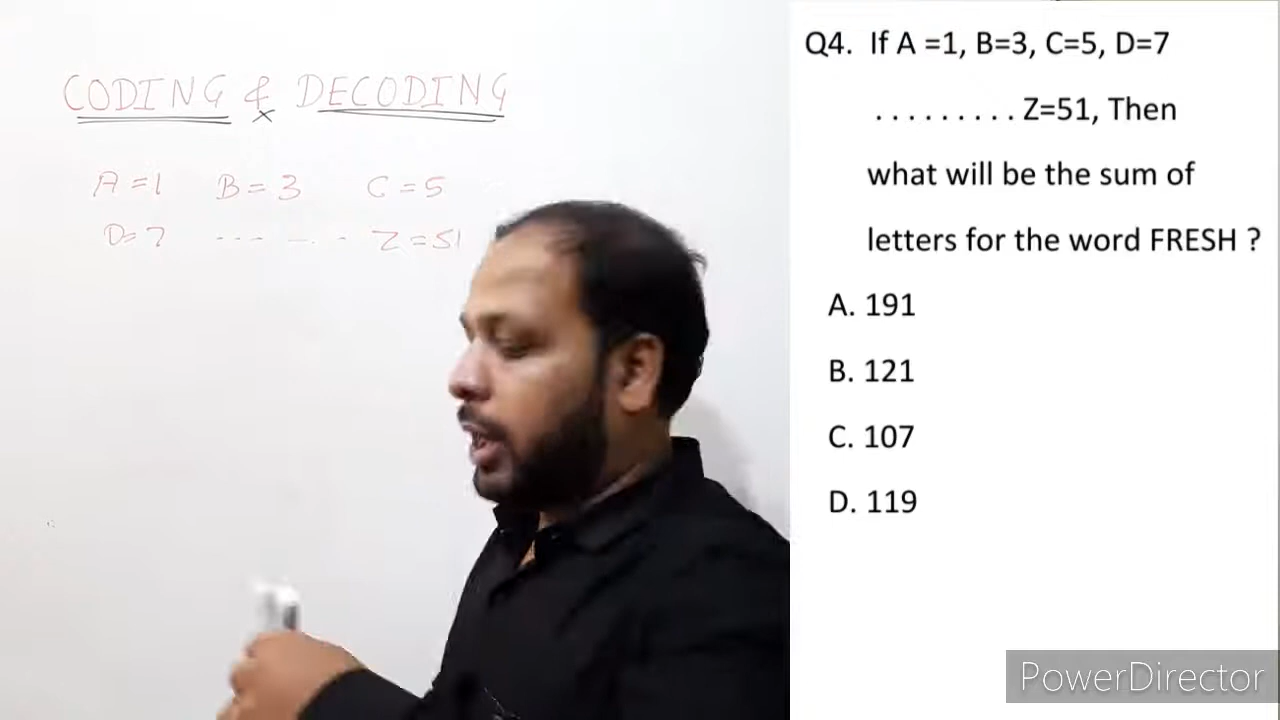 CODING & DECODING
A=1 B=3 C=5
D=7 --- -- . - Z=51
Q4. If A =1, B=3, C=5, D=7
. . . . . . . . . Z=51, Then
what will be the sum of
letters for the word FRESH ?
A. 191
B. 121
C. 107
D. 119
PowerDirector